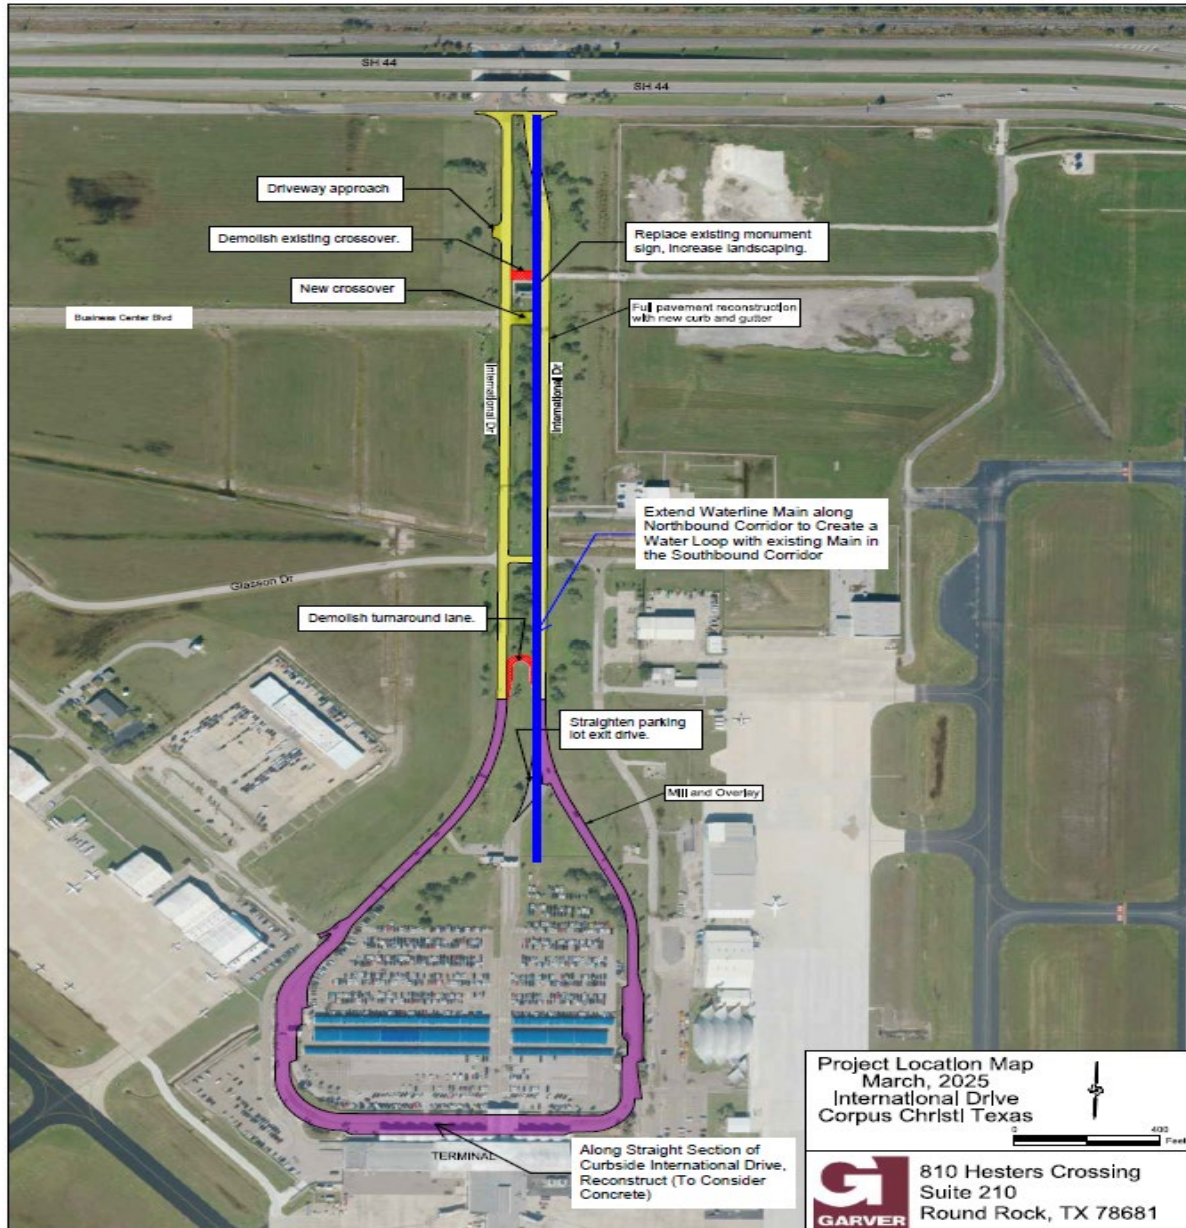 SH 44
SH 44
Driveway approach
Demolish existing crossover.
Replace existing monument
sign, increase landscaping.
New crossover
Full pavement reconstruction
with new curb and gutter
Business Center Blvd
International Dr
International Dr
Extend Waterline Main along
Northbound Corridor to Create a
Water Loop with existing Main in
the Southbound Corridor
Glasson Dr
Demolish turnaround lane.
Straighten parking
lot exit drive.
Mill and Overlay
TERMINAL
Along Straight Section of
Curbside International Drive,
Reconstruct (To Consider
Concrete)
Project Location Map
March, 2025
International Drive
Corpus Christi Texas
0 400
Feet
GARVER
810 Hesters Crossing
Suite 210
Round Rock, TX 78681